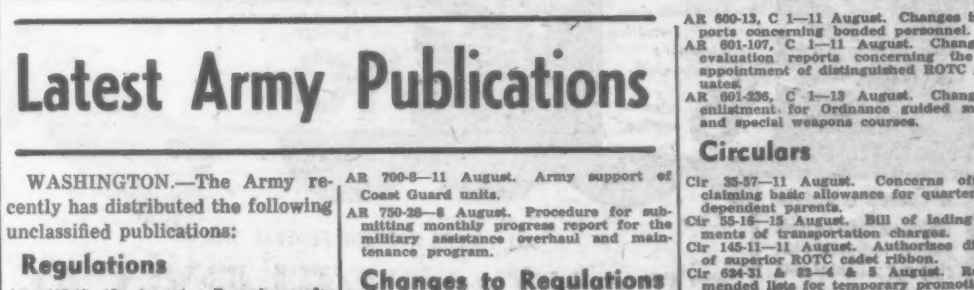 Latest Army Publications
WASHINGTON.—The Army re-
cently has distributed the following
unclassified publications:
Regulations
AR 700-8—11 August. Army support of
Coast Guard units.
AR 750-28—8 August. Procedure for sub-
mitting monthly progress report for the
military assistance overhaul and main-
tenance program.
Changes to Regulations
AR 600-13, C 1—11 August. Changes
ports concerning bonded personnel.
AR 601-107, C 1—11 August. Chang
evaluation reports concerning the
appointment of distinguished ROTC
uates.
AR 601-236, C 1—13 August. Chang
enlistment for Ordnance guided m
and special weapons courses.
Circulars
Cir 35-57—11 August. Concerns off
claiming basic allowance for quarte
dependent parents.
Cir 55-16—15 August. Bill of lading
ments of transportation charges.
Cir 145-11—11 August. Authorizes di
of superior ROTC cadet ribbon.
Cir 624-31 & 32—4 & 5 August. R
mended lists for temporary promoti